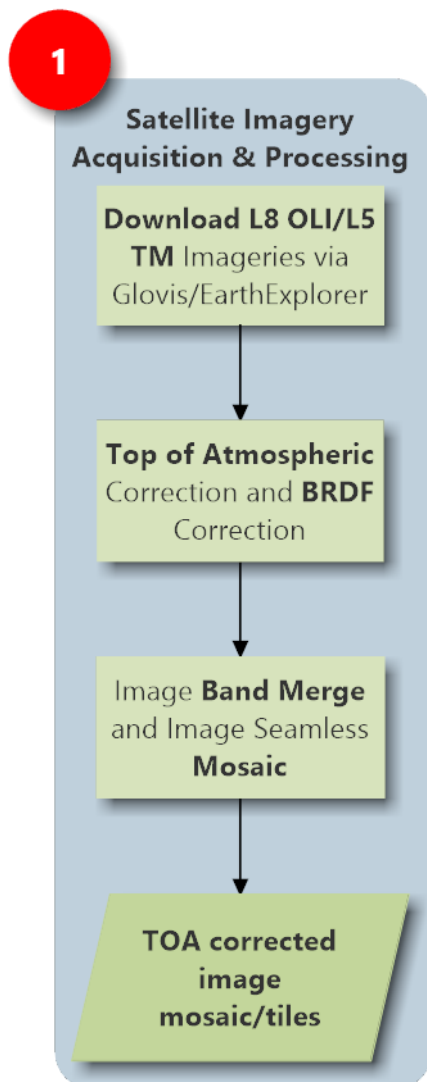 1
Satellite Imagery
Acquisition & Processing
Download L8 OLI/L5
TM Imageries via
Glovis/EarthExplorer
Top of Atmospheric
Correction and BRDF
Correction
Image Band Merge
and Image Seamless
Mosaic
TOA corrected
image
mosaic/tiles